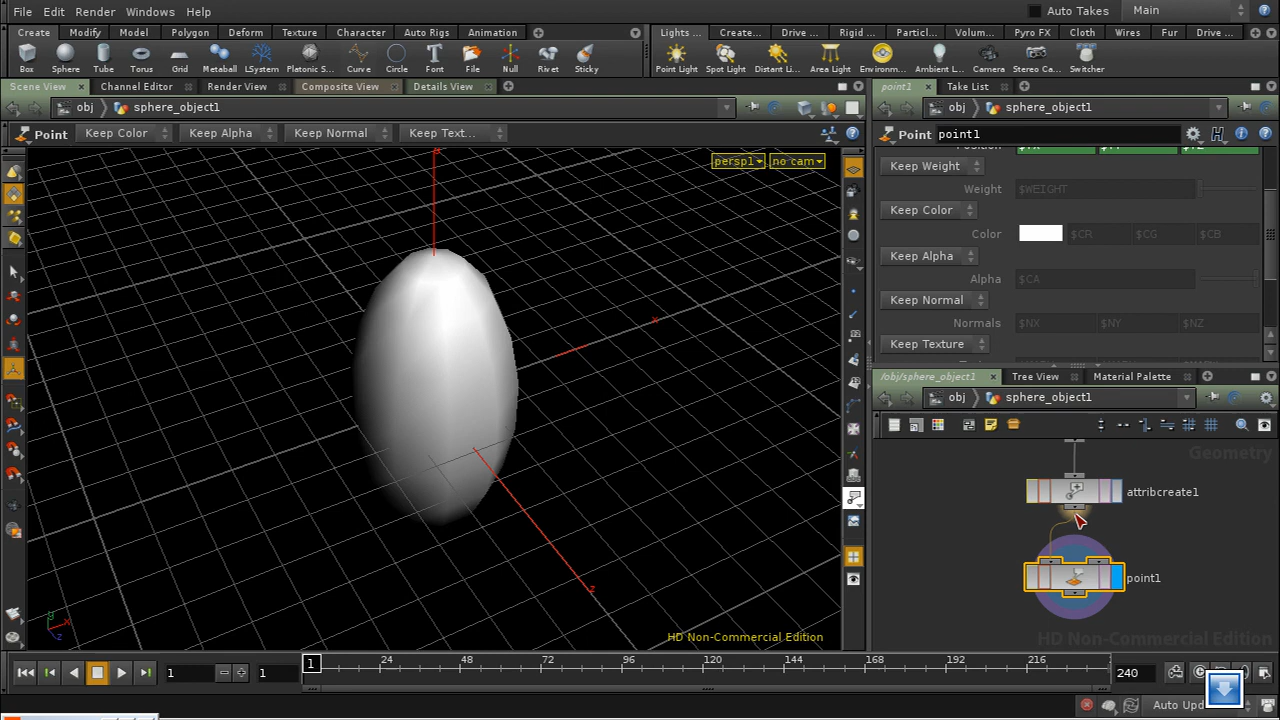 File Edit Render Windows Help
Auto Takes Main
Create Modify Model Polygon Deform Texture Character Auto Rigs Animation
Lights ... Create... Drive ... Rigid ... Particl... Volum... Pyro FX Cloth Wires Fur Drive ...
Box Sphere Tube Torus Grid Metaball LSystem Platonic S... Curve Circle Font File Null Rivet Sticky
Point Light Spot Light Distant Li... Area Light Environm... Ambient L... Camera Stereo Ca... Switcher
Scene View Channel Editor Render View Composite View Details View
point1 Take List
obj sphere_object1
obj sphere_object1
Point Keep Color Keep Alpha Keep Normal Keep Text...
Point point1
persp1 no cam
Position $TX $TY $TZ
Keep Weight
Weight $WEIGHT
Keep Color
Color $CR $CG $CB
Keep Alpha
Alpha $CA
Keep Normal
Normals $NX $NY $NZ
Keep Texture
x
z
y x
z
HD Non-Commercial Edition
/obj/sphere_object1 Tree View Material Palette
obj sphere_object1
Geometry
attribcreate1
point1
HD Non-Commercial Edition
1 1 1 24 48 72 96 120 144 168 192 216 240
Auto Up